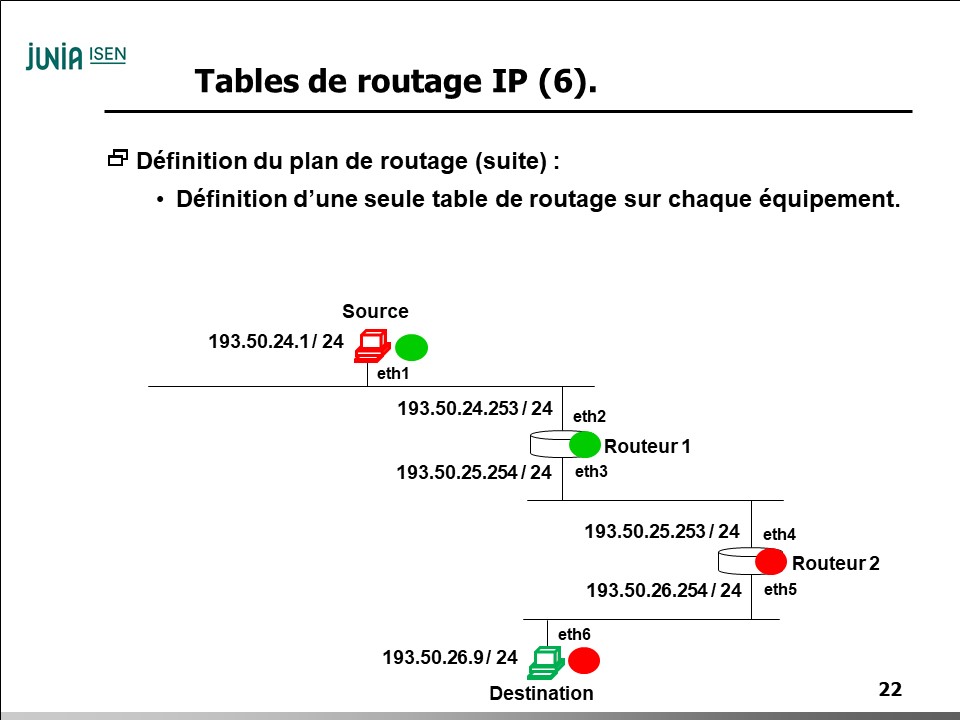 JUNIA ISEN
Tables de routage IP (6).
Définition du plan de routage (suite) :
• Définition d’une seule table de routage sur chaque équipement.
Source
193.50.24.1 / 24
eth1
193.50.24.253 / 24
eth2
Routeur 1
193.50.25.254 / 24
eth3
193.50.25.253 / 24
eth4
Routeur 2
193.50.26.254 / 24
eth5
eth6
193.50.26.9 / 24
Destination
22